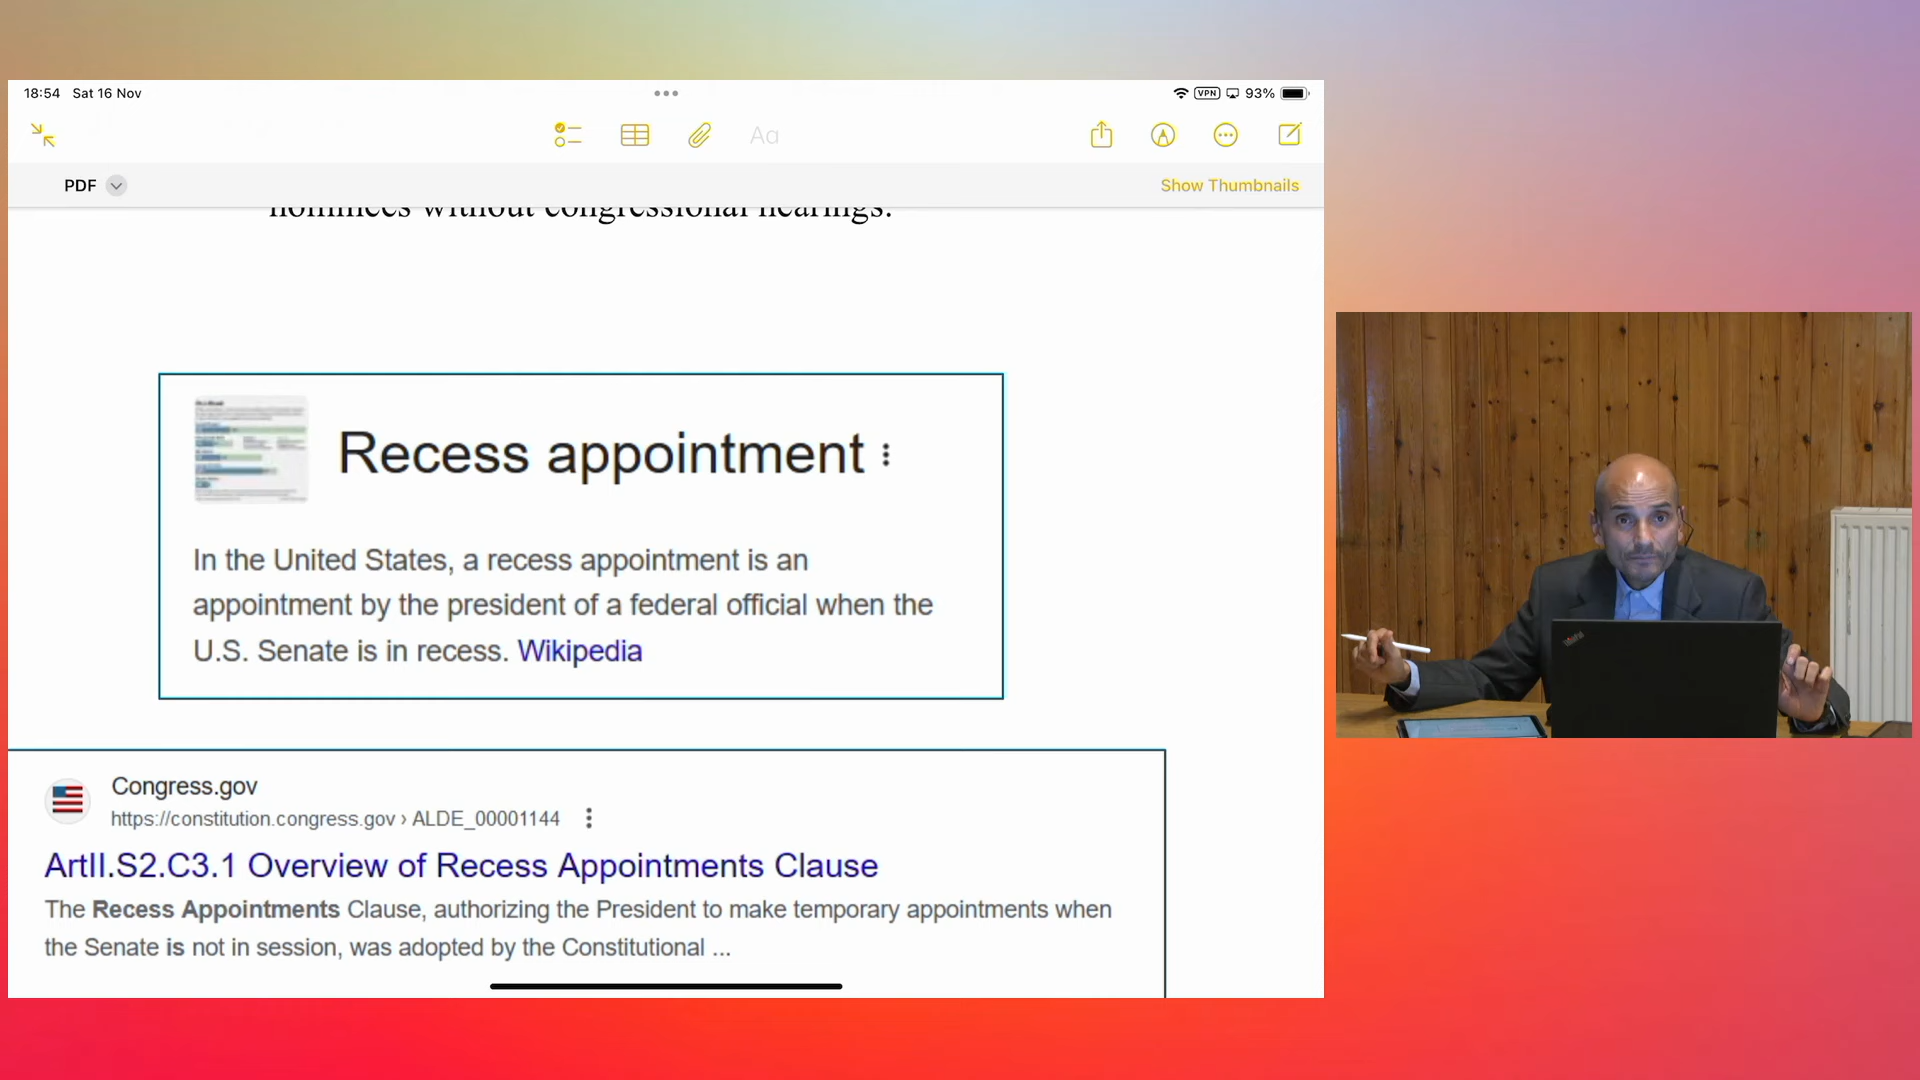 18:54 Sat 16 Nov
VPN 93%
Aa
PDF
Show Thumbnails
nominees without congressional hearings.
Recess appointment
In the United States, a recess appointment is an
appointment by the president of a federal official when the
U.S. Senate is in recess. Wikipedia
Congress.gov
https://constitution.congress.gov › ALDE_00001144
ArtII.S2.C3.1 Overview of Recess Appointments Clause
The Recess Appointments Clause, authorizing the President to make temporary appointments when
the Senate is not in session, was adopted by the Constitutional ...
ThinkPad